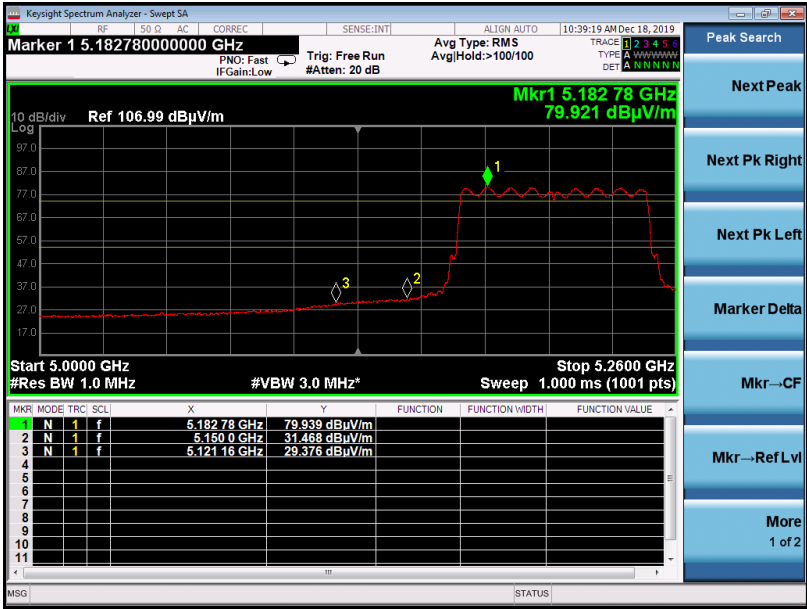 Keysight Spectrum Analyzer - Swept SA
LXI RF 50 Ω AC CORREC SENSE:INT ALIGN AUTO 10:39:19 AM Dec 18, 2019
Marker 1 5.182780000000 GHz
PNO: Fast
IFGain:Low
Trig: Free Run
#Atten: 20 dB
Avg Type: RMS
Avg|Hold:>100/100
TRACE 1 2 3 4 5 6
TYPE A WWWWW
DET A N N N N N
Peak Search
Mkr1 5.182 78 GHz
79.921 dBµV/m
10 dB/div Ref 106.99 dBµV/m
Log
97.0
87.0
77.0
67.0
57.0
47.0
37.0
27.0
17.0
1
2
3
Start 5.0000 GHz Stop 5.2600 GHz
#Res BW 1.0 MHz #VBW 3.0 MHz* Sweep 1.000 ms (1001 pts)
MKR MODE TRC SCL X Y FUNCTION FUNCTION WIDTH FUNCTION VALUE
1 N 1 f 5.182 78 GHz 79.939 dBµV/m
2 N 1 f 5.150 0 GHz 31.468 dBµV/m
3 N 1 f 5.121 16 GHz 29.376 dBµV/m
4
5
6
7
8
9
10
11
MSG STATUS
Next Peak
Next Pk Right
Next Pk Left
Marker Delta
Mkr→CF
Mkr→Ref Lvl
More
1 of 2